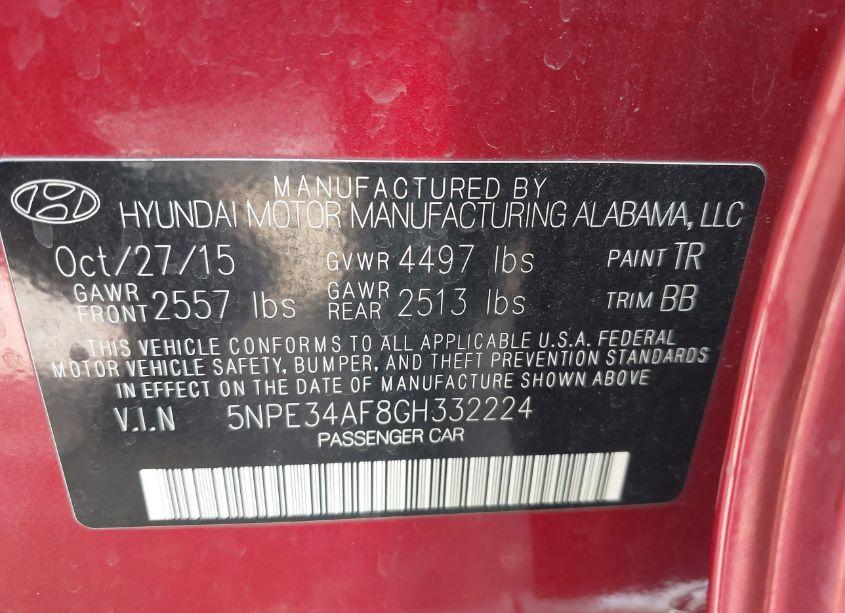 MANUFACTURED BY
HYUNDAI MOTOR MANUFACTURING ALABAMA, LLC
Oct/27/15 GVWR 4497 lbs PAINT TR
GAWR FRONT 2557 lbs GAWR REAR 2513 lbs TRIM BB
THIS VEHICLE CONFORMS TO ALL APPLICABLE U.S.A. FEDERAL
MOTOR VEHICLE SAFETY, BUMPER, AND THEFT PREVENTION STANDARDS
IN EFFECT ON THE DATE OF MANUFACTURE SHOWN ABOVE
V.I.N 5NPE34AF8GH332224
PASSENGER CAR